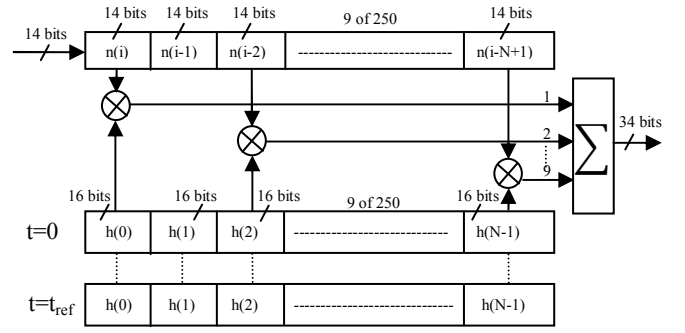 14 bits 14 bits 14 bits 9 of 250 14 bits
14 bits
n(i) n(i-1) n(i-2) n(i-N+1)
1
34 bits
2
∑
9
16 bits 16 bits 16 bits 9 of 250 16 bits
t=0 h(0) h(1) h(2) h(N-1)
t=tref h(0) h(1) h(2) h(N-1)